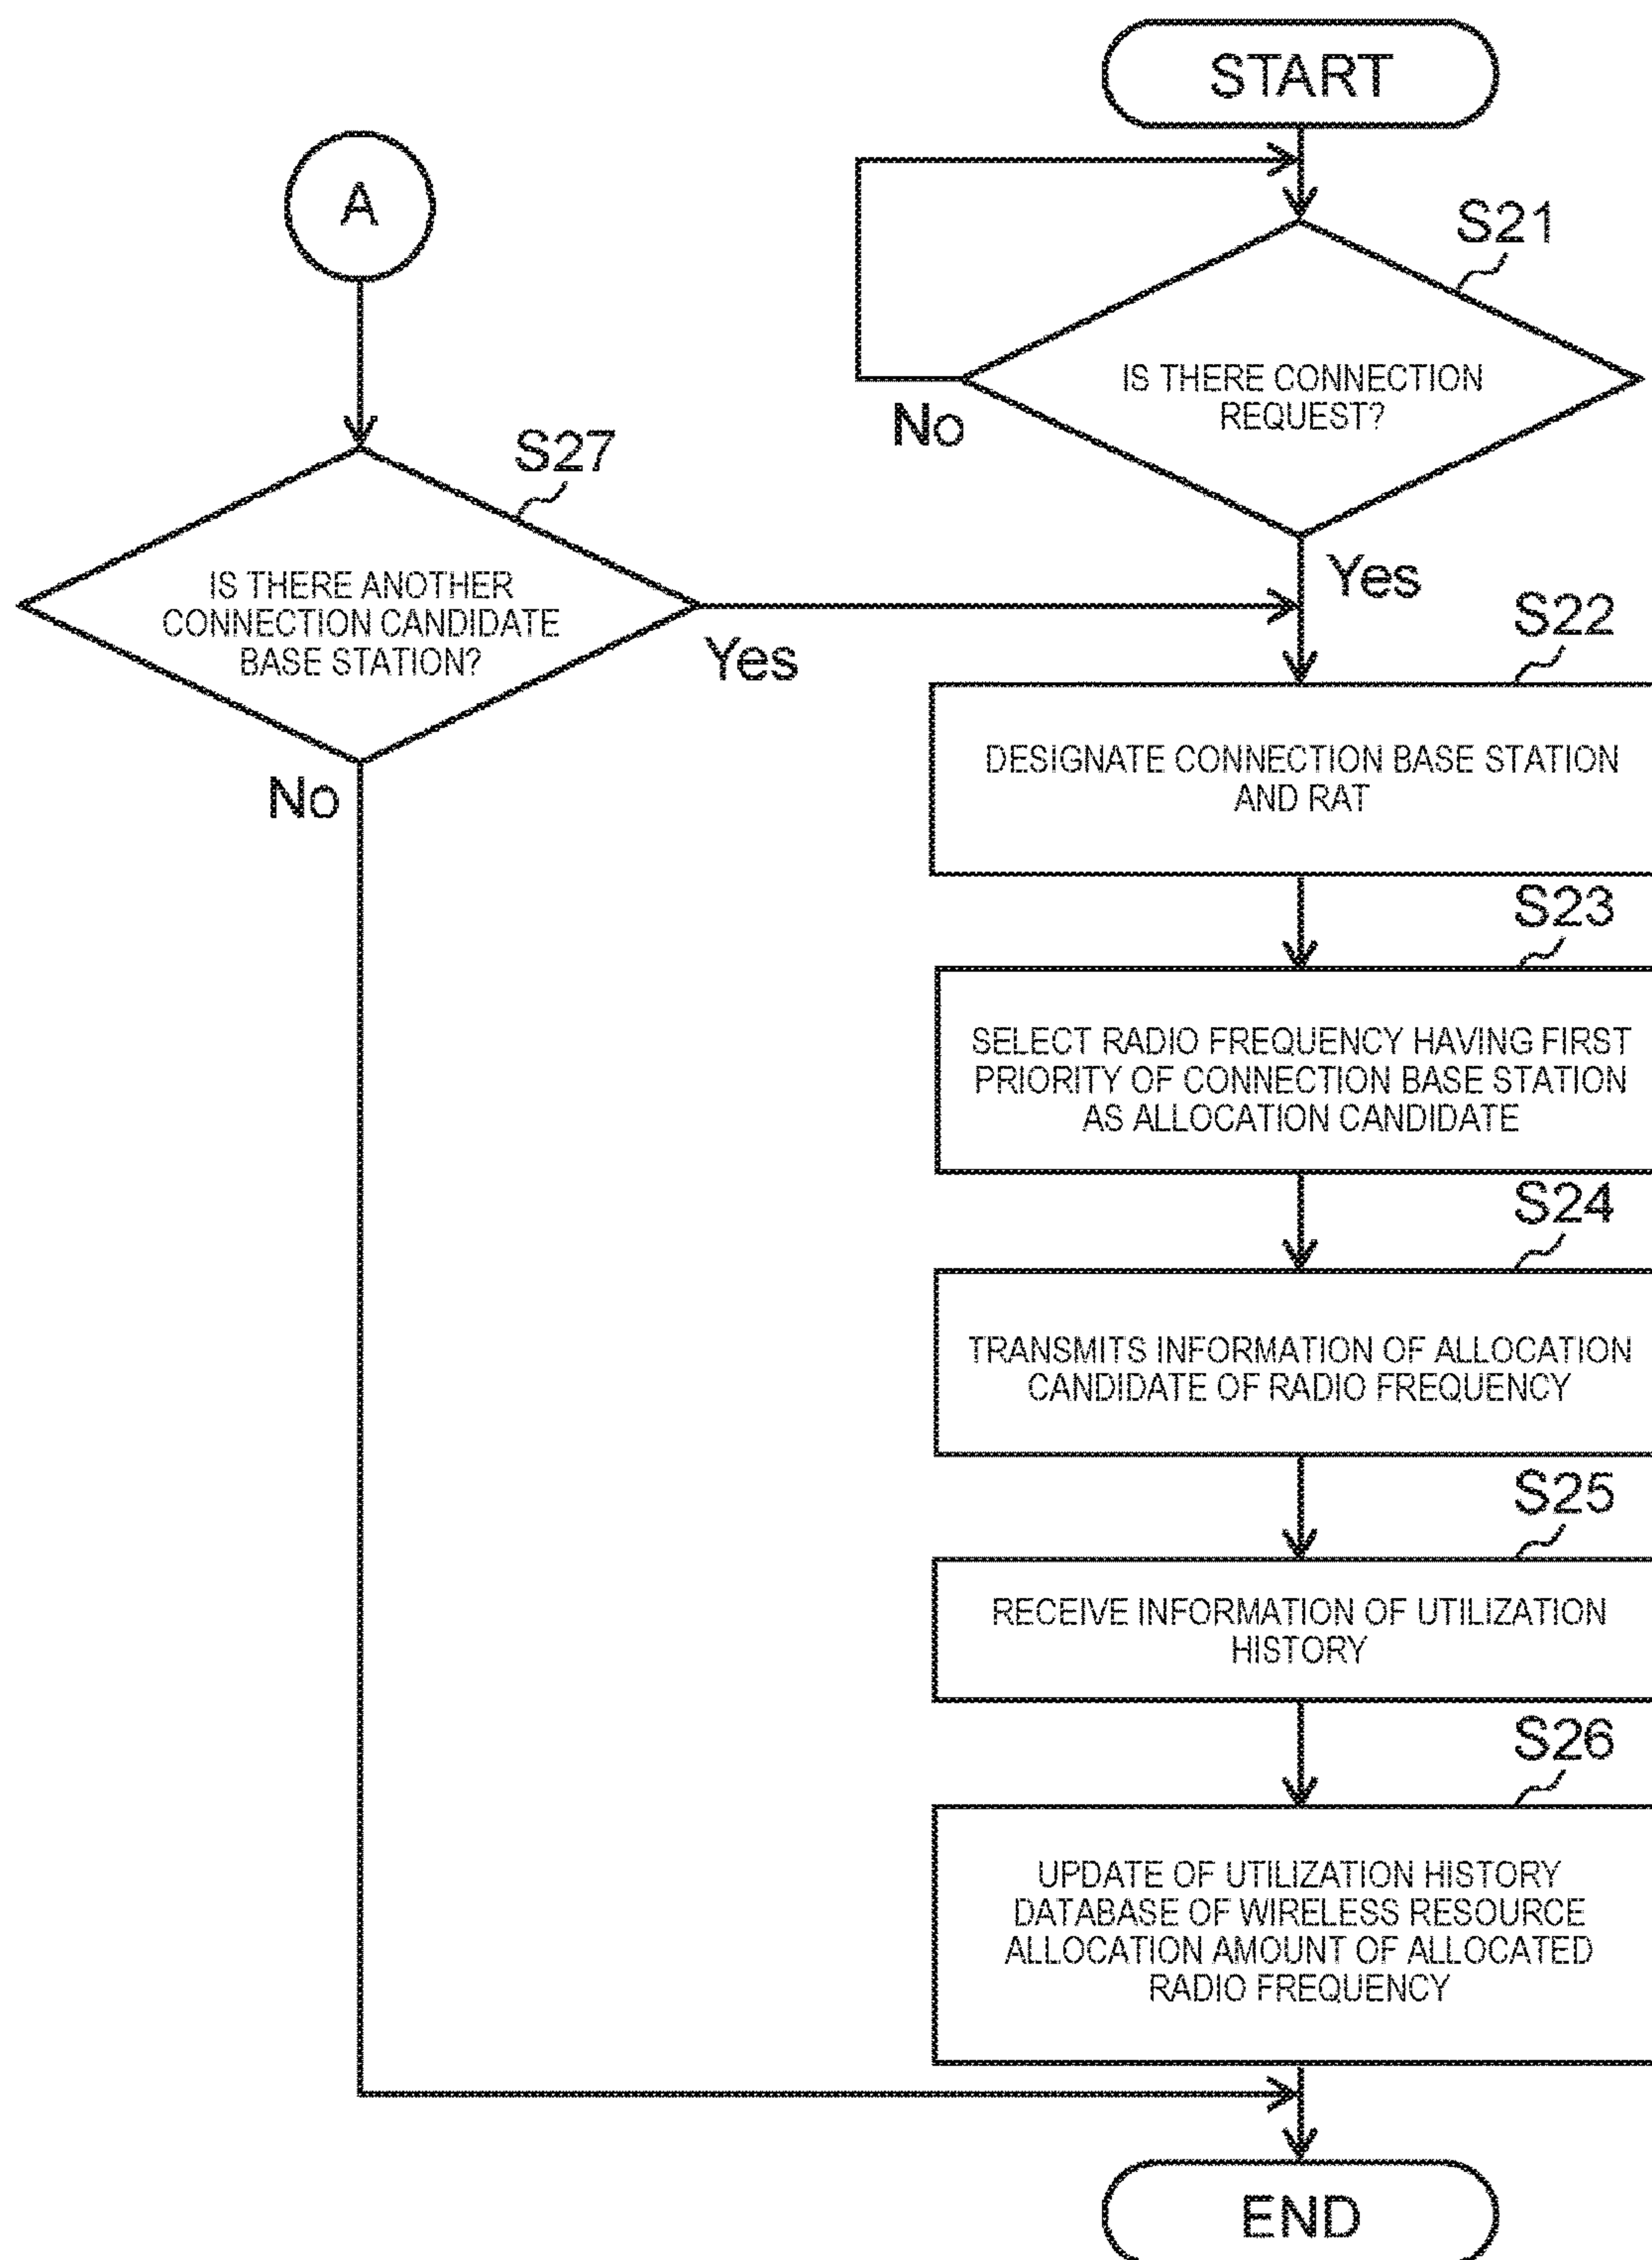 START
A
S21
IS THERE CONNECTION
REQUEST?
No
Yes
S27
IS THERE ANOTHER
CONNECTION CANDIDATE
BASE STATION?
Yes
No
S22
DESIGNATE CONNECTION BASE STATION
AND RAT
S23
SELECT RADIO FREQUENCY HAVING FIRST
PRIORITY OF CONNECTION BASE STATION
AS ALLOCATION CANDIDATE
S24
TRANSMITS INFORMATION OF ALLOCATION
CANDIDATE OF RADIO FREQUENCY
S25
RECEIVE INFORMATION OF UTILIZATION
HISTORY
S26
UPDATE OF UTILIZATION HISTORY
DATABASE OF WIRELESS RESOURCE
ALLOCATION AMOUNT OF ALLOCATED
RADIO FREQUENCY
END